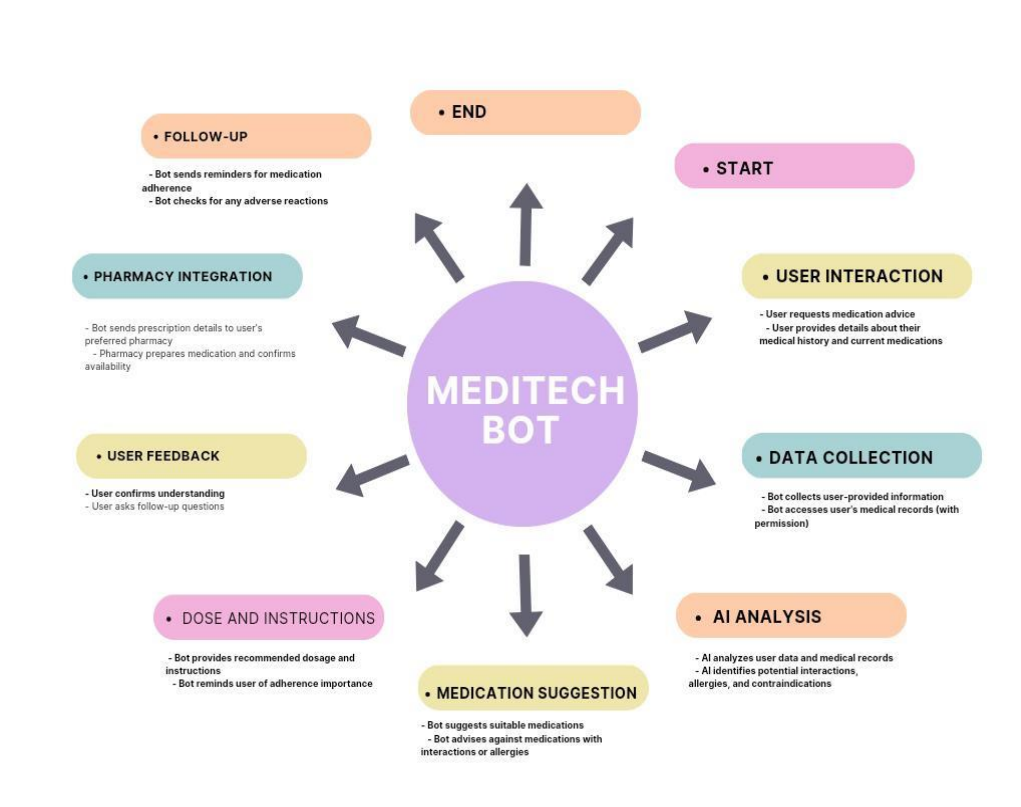 MEDITECH
BOT
• START
• USER INTERACTION
- User requests medication advice
- User provides details about their
medical history and current medications
• DATA COLLECTION
- Bot collects user-provided information
- Bot accesses user's medical records (with
permission)
• AI ANALYSIS
- AI analyzes user data and medical records
- AI identifies potential interactions,
allergies, and contraindications
• MEDICATION SUGGESTION
- Bot suggests suitable medications
- Bot advises against medications with
interactions or allergies
• DOSE AND INSTRUCTIONS
- Bot provides recommended dosage and
instructions
- Bot reminds user of adherence importance
• USER FEEDBACK
- User confirms understanding
- User asks follow-up questions
• PHARMACY INTEGRATION
- Bot sends prescription details to user's
preferred pharmacy
- Pharmacy prepares medication and confirms
availability
• FOLLOW-UP
- Bot sends reminders for medication
adherence
- Bot checks for any adverse reactions
• END